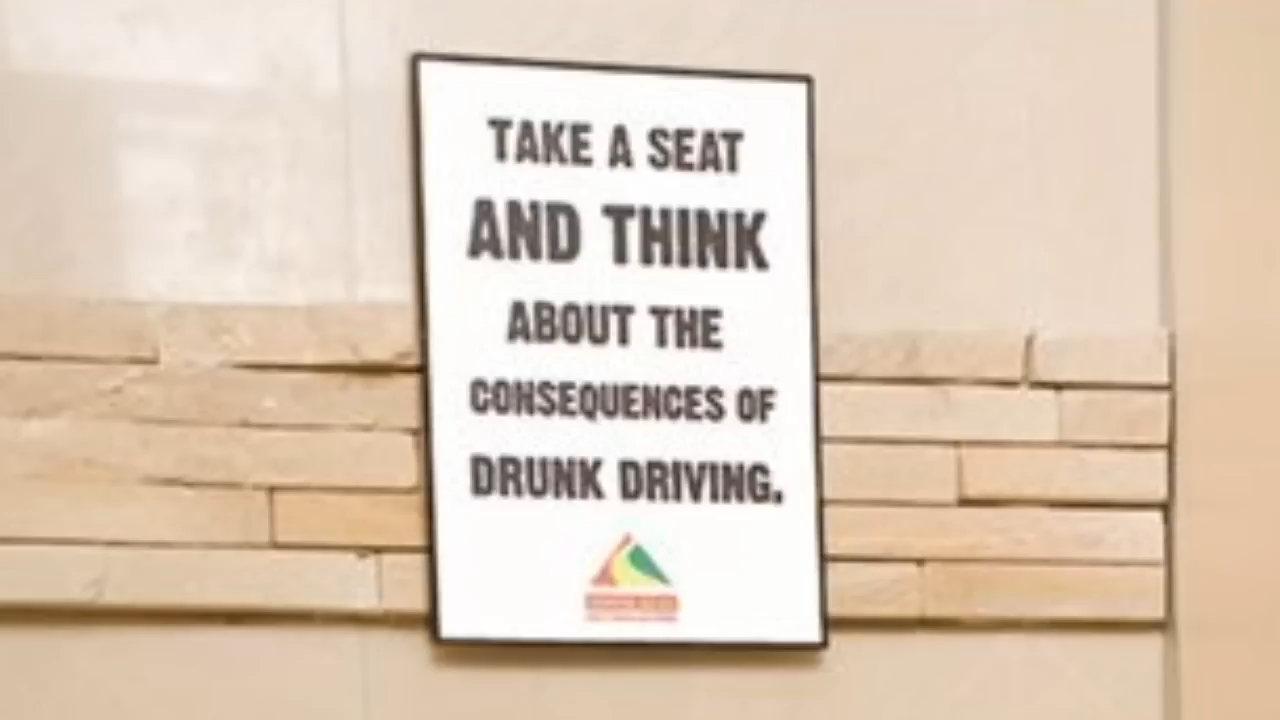 TAKE A SEAT
AND THINK
ABOUT THE
CONSEQUENCES OF
DRUNK DRIVING.